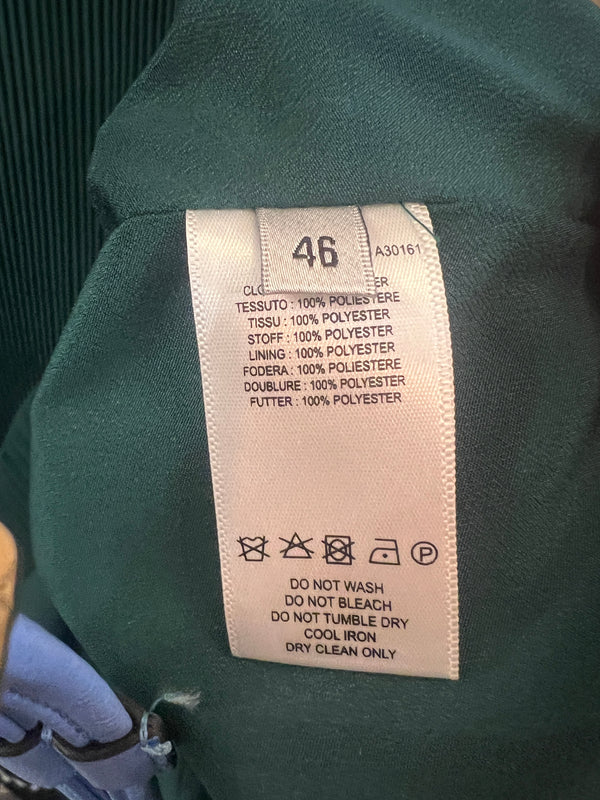 46
A30161
TESSUTO : 100% POLIESTERE
TISSU : 100% POLYESTER
STOFF : 100% POLYESTER
LINING : 100% POLYESTER
FODERA : 100% POLIESTERE
DOUBLURE : 100% POLYESTER
FUTTER : 100% POLYESTER
P
DO NOT WASH
DO NOT BLEACH
DO NOT TUMBLE DRY
COOL IRON
DRY CLEAN ONLY